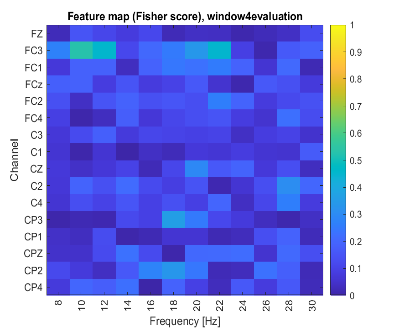 Feature map (Fisher score), window4evaluation
Channel
FZ
FC3
FC1
FCz
FC2
FC4
C3
C1
CZ
C2
C4
CP3
CP1
CPZ
CP2
CP4
8 10 12 14 16 18 20 22 24 26 28 30
Frequency [Hz]
1
0.9
0.8
0.7
0.6
0.5
0.4
0.3
0.2
0.1
0